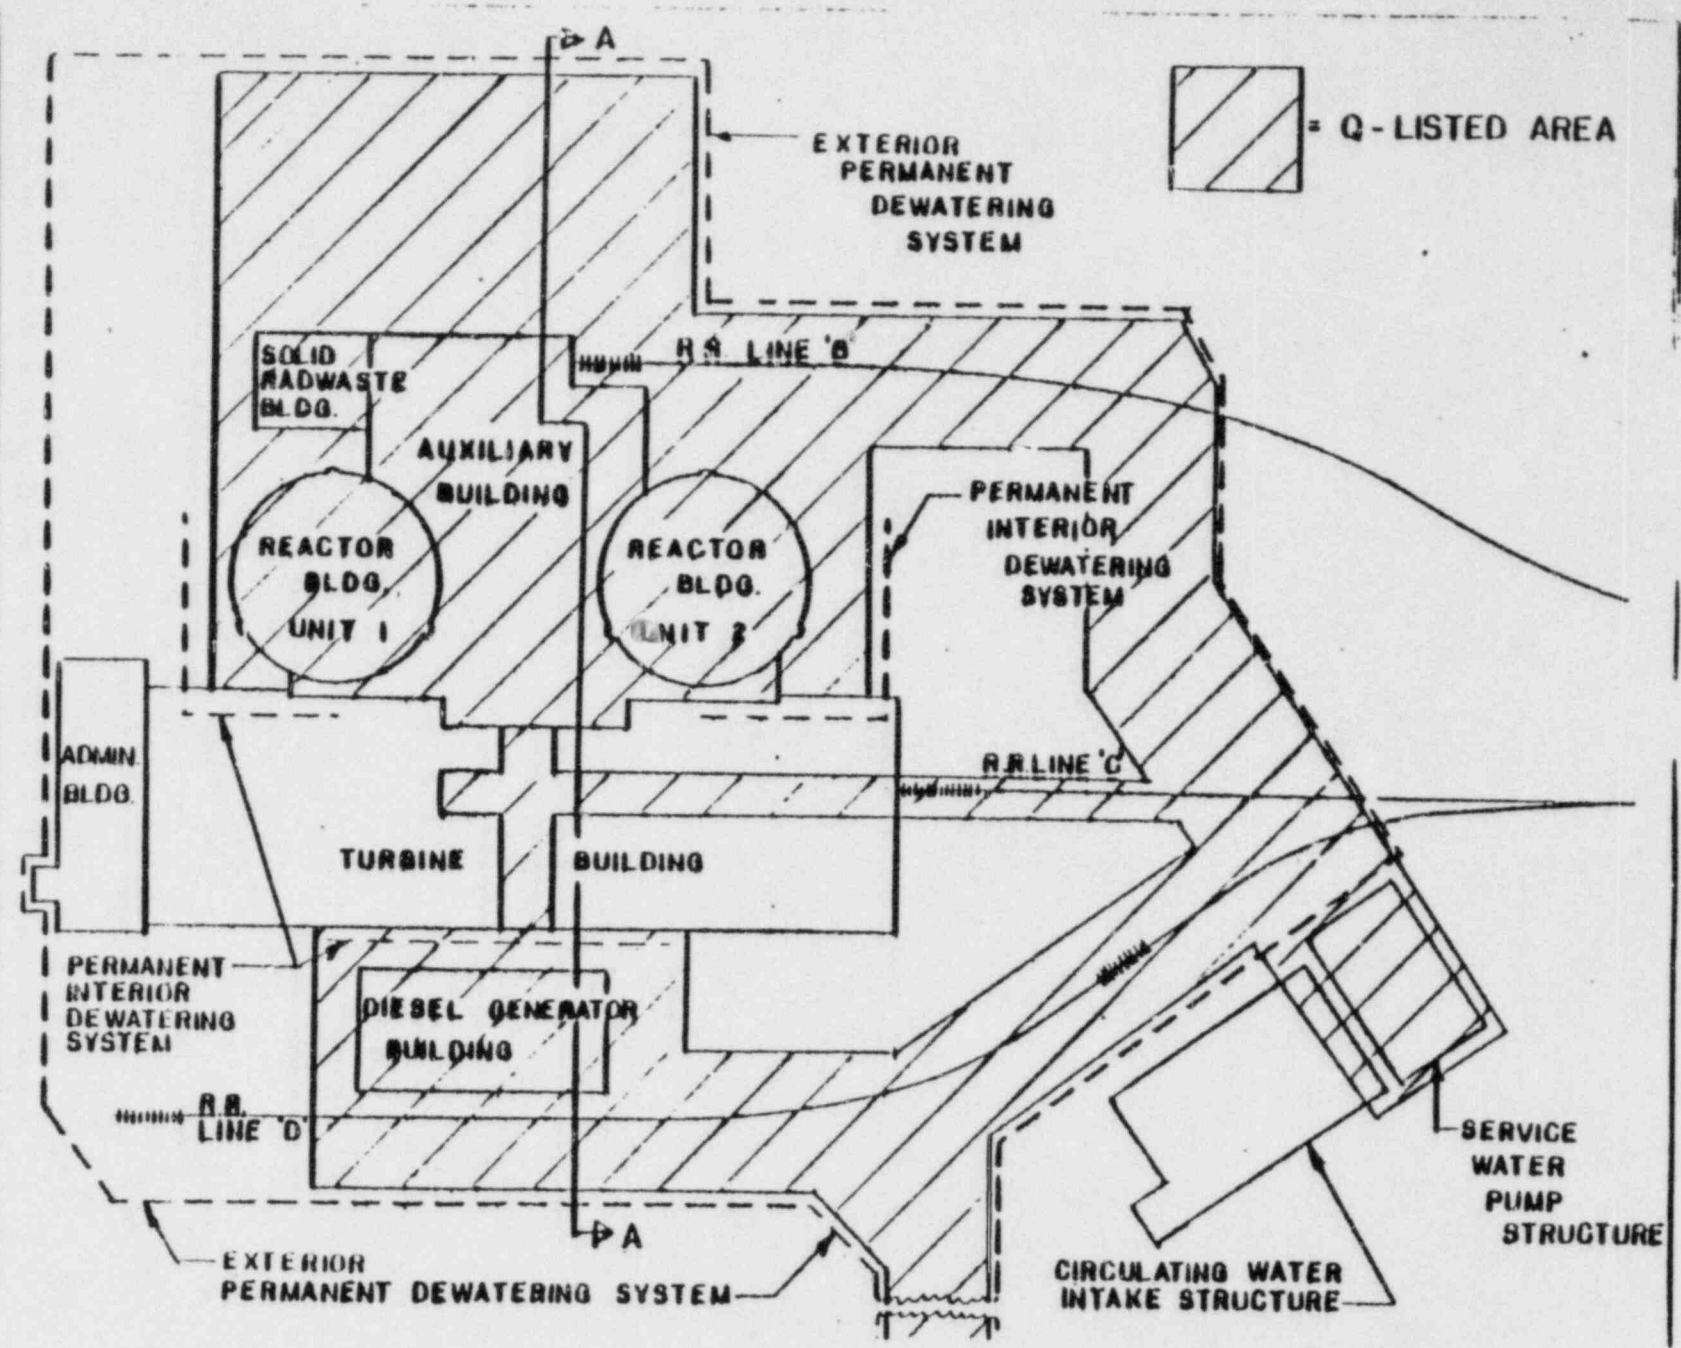 A
= Q - LISTED AREA
EXTERIOR
PERMANENT
DEWATERING
SYSTEM
R.R. LINE 'B'
SOLID
RADWASTE
BLDG.
AUXILIARY
BUILDING
PERMANENT
INTERIOR
DEWATERING
SYSTEM
REACTOR
BLDG.
UNIT 1
REACTOR
BLDG.
UNIT 2
ADMIN.
BLDG.
R.R. LINE 'C'
TURBINE BUILDING
PERMANENT
INTERIOR
DEWATERING
SYSTEM
DIESEL GENERATOR
BUILDING
R.R.
LINE 'D'
A
SERVICE
WATER
PUMP
STRUCTURE
EXTERIOR
PERMANENT DEWATERING SYSTEM
CIRCULATING WATER
INTAKE STRUCTURE